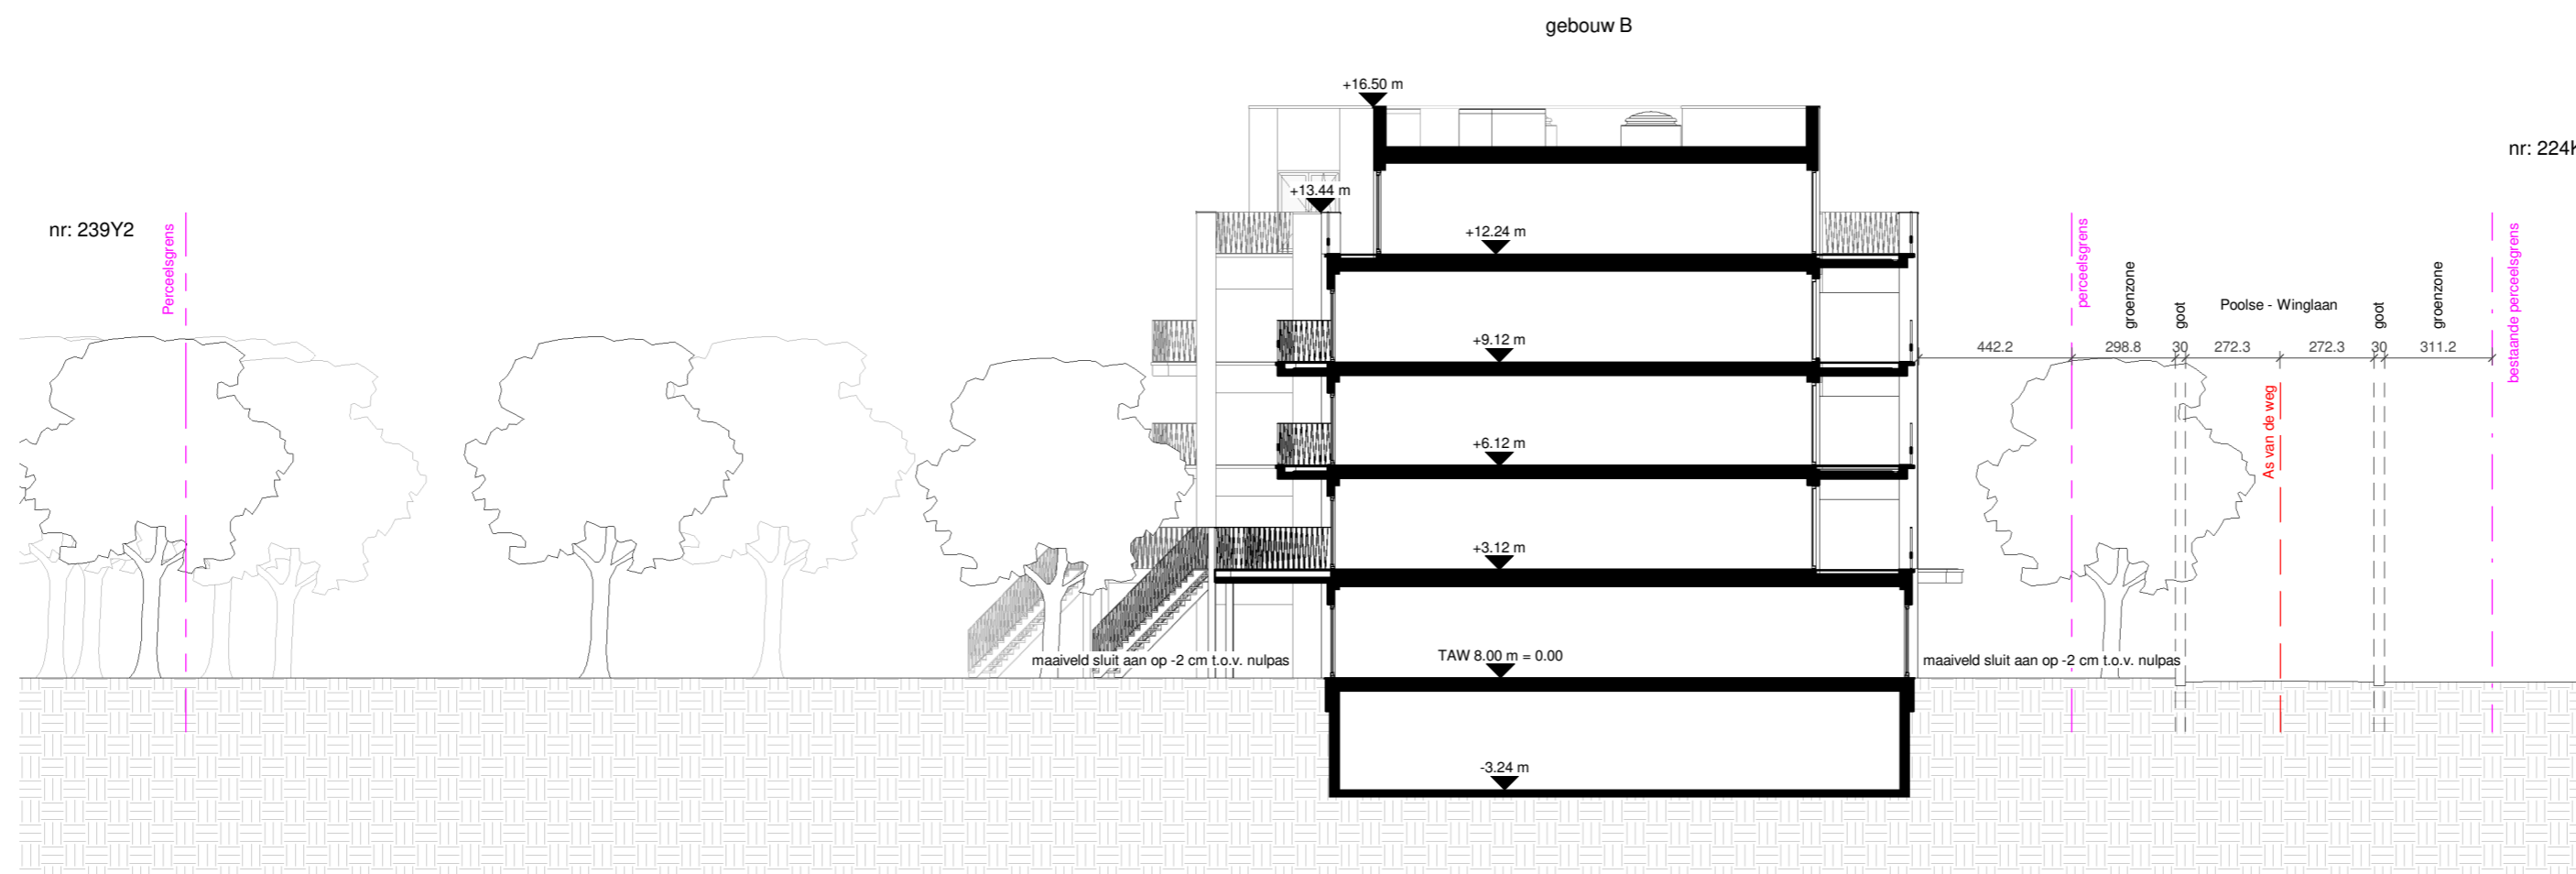 gebouw B
+16.50 m
nr: 224K
+13.44 m
nr: 239Y2
Perceelsgrens
+12.24 m
perceelsgrens
bestaande perceelsgrens
groenzone
goot
Poolse - Winglaan
goot
groenzone
+9.12 m
442.2
298.8
30
272.3
272.3
30
311.2
As van de weg
+6.12 m
+3.12 m
maaiveld sluit aan op -2 cm t.o.v. nulpas
TAW 8.00 m = 0.00
maaiveld sluit aan op -2 cm t.o.v. nulpas
-3.24 m